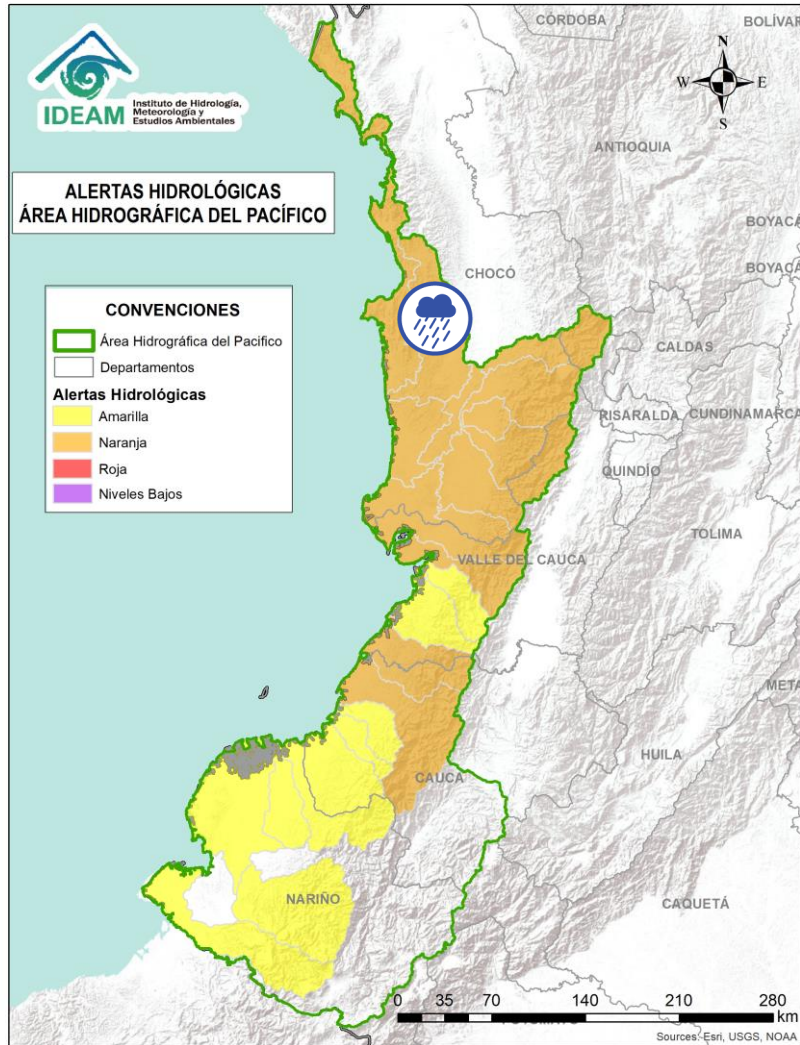 CÓRDOBA
BOLÍVAR
N
W E
S
IDEAM
Instituto de Hidrología,
Meteorología y
Estudios Ambientales
ANTIOQUIA
ALERTAS HIDROLÓGICAS
ÁREA HIDROGRÁFICA DEL PACÍFICO
BOYACÁ
BOYACÁ
CHOCÓ
CONVENCIONES
Área Hidrográfica del Pacifico
Departamentos
Alertas Hidrológicas
Amarilla
Naranja
Roja
Niveles Bajos
CALDAS
RISARALDA
CUNDINAMARCA
QUINDÍO
TOLIMA
VALLE DEL CAUCA
META
HUILA
CAUCA
NARIÑO
CAQUETÁ
0 35 70 140 210 280
km
Sources: Esri, USGS, NOAA